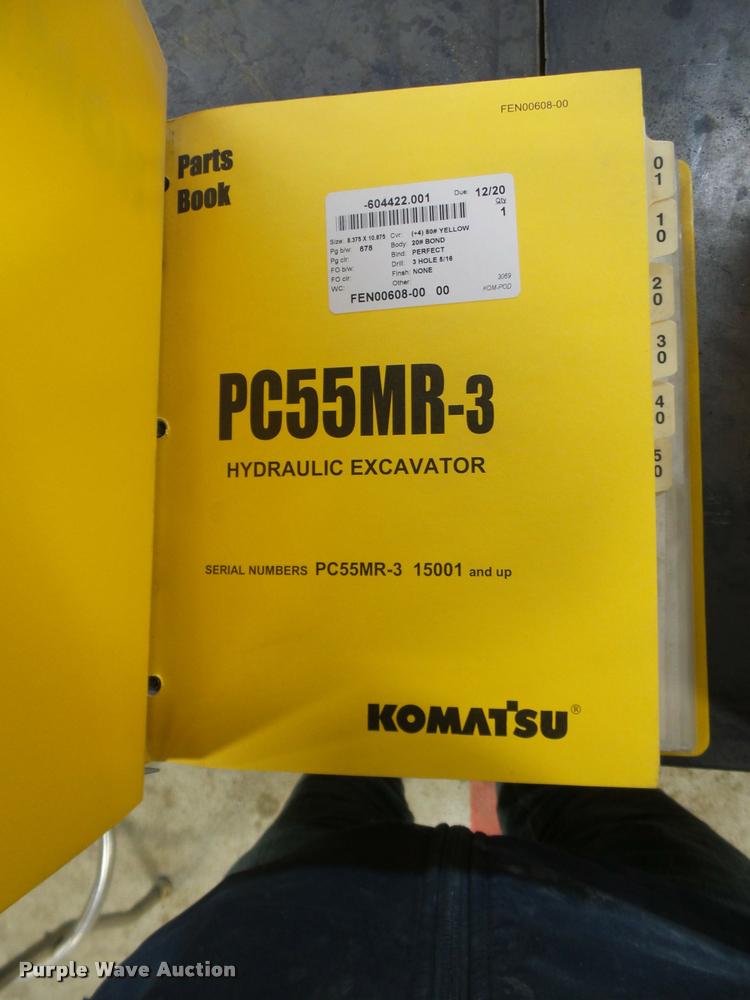 FEN00608-00
Parts
Book
-604422.001 Due: 12/20
Qty
1
Size: 8.375 X 10.875 Cvr: (+4) 80# YELLOW
Pg b/w: 678 Body: 20# BOND
Pg clr: Bind: PERFECT
FO b/w: Drill: 3 HOLE 5/16
FO clr: Finsh: NONE
WC: Other:
3069
FEN00608-00 00 KOM-POD
PC55MR-3
HYDRAULIC EXCAVATOR
SERIAL NUMBERS PC55MR-3 15001 and up
KOMATSU®
01
10
20
30
40
50
Purple Wave Auction